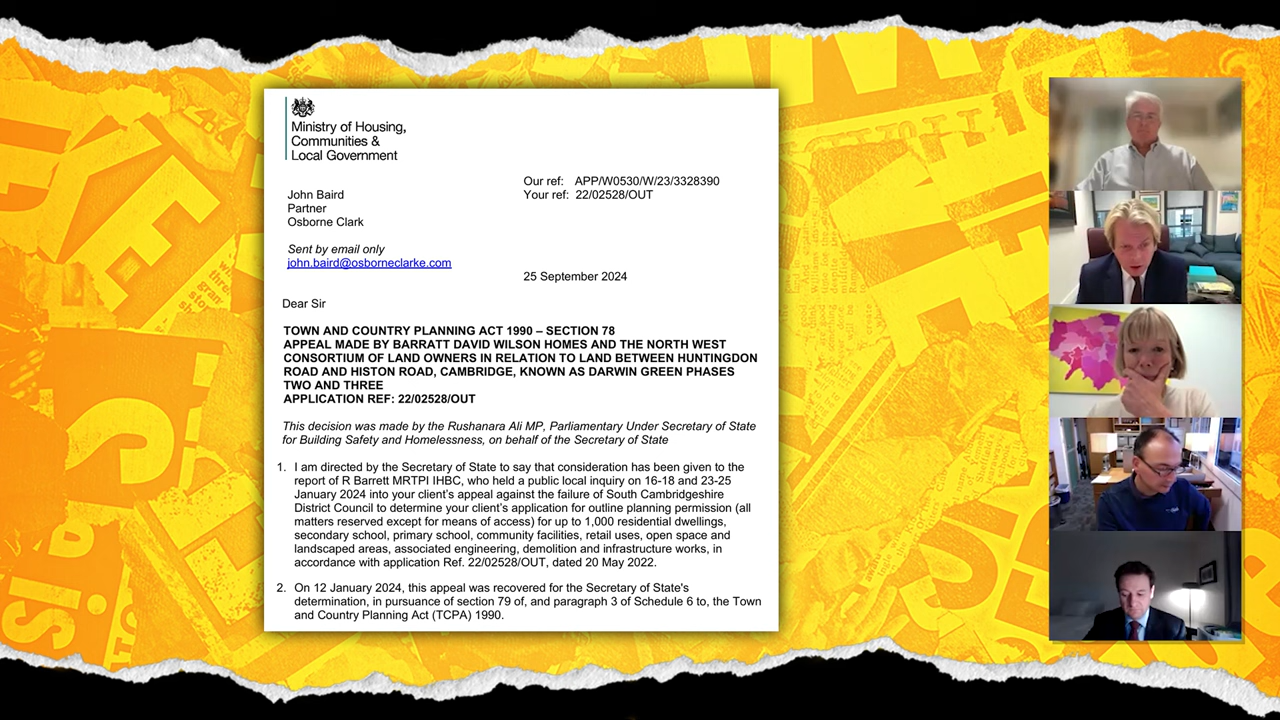 Ministry of Housing,
Communities &
Local Government
Our ref: APP/W0530/W/23/3328390
John Baird
Your ref: 22/02528/OUT
Partner
Osborne Clark
Sent by email only
john.baird@osborneclarke.com
25 September 2024
Dear Sir
TOWN AND COUNTRY PLANNING ACT 1990 – SECTION 78
APPEAL MADE BY BARRATT DAVID WILSON HOMES AND THE NORTH WEST
CONSORTIUM OF LAND OWNERS IN RELATION TO LAND BETWEEN HUNTINGDON
ROAD AND HISTON ROAD, CAMBRIDGE, KNOWN AS DARWIN GREEN PHASES
TWO AND THREE
APPLICATION REF: 22/02528/OUT
This decision was made by the Rushanara Ali MP, Parliamentary Under Secretary of State
for Building Safety and Homelessness, on behalf of the Secretary of State
1. I am directed by the Secretary of State to say that consideration has been given to the
report of R Barrett MRTPI IHBC, who held a public local inquiry on 16-18 and 23-25
January 2024 into your client's appeal against the failure of South Cambridgeshire
District Council to determine your client's application for outline planning permission (all
matters reserved except for means of access) for up to 1,000 residential dwellings,
secondary school, primary school, community facilities, retail uses, open space and
landscaped areas, associated engineering, demolition and infrastructure works, in
accordance with application Ref. 22/02528/OUT, dated 20 May 2022.
2. On 12 January 2024, this appeal was recovered for the Secretary of State's
determination, in pursuance of section 79 of, and paragraph 3 of Schedule 6 to, the Town
and Country Planning Act (TCPA) 1990.